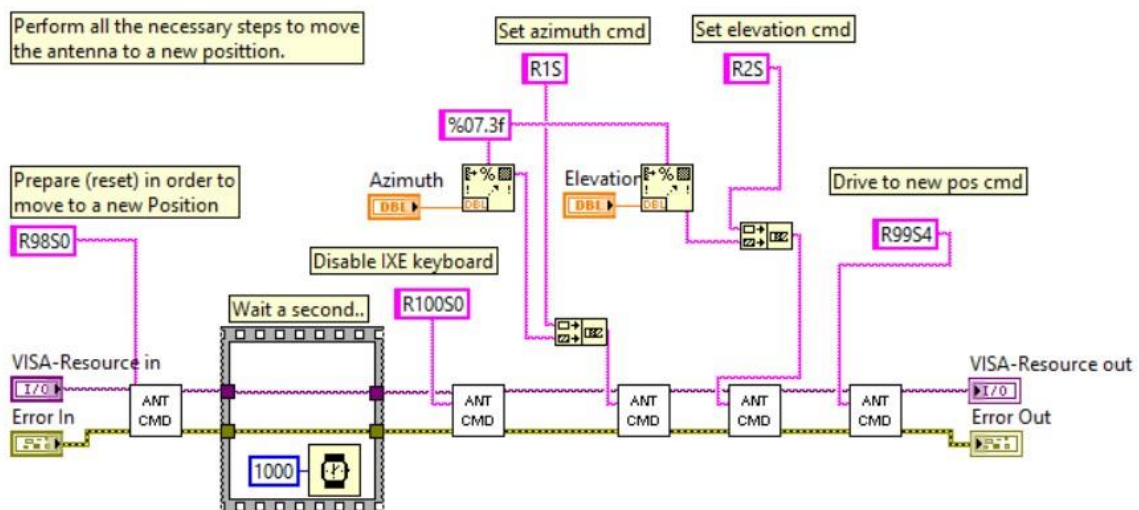 Perform all the necessary steps to move
the antenna to a new posittion.
Set azimuth cmd
Set elevation cmd
R1S
R2S
%07.3f
Azimuth
DBL
DBL
Elevation
DBL
DBL
Prepare (reset) in order to
move to a new Position
Drive to new pos cmd
R98S0
R99S4
Disable IXE keyboard
Wait a second..
R100S0
VISA-Resource in
I/O
VISA-Resource out
I/O
ANT
CMD
ANT
CMD
ANT
CMD
ANT
CMD
ANT
CMD
Error In
Error Out
1000